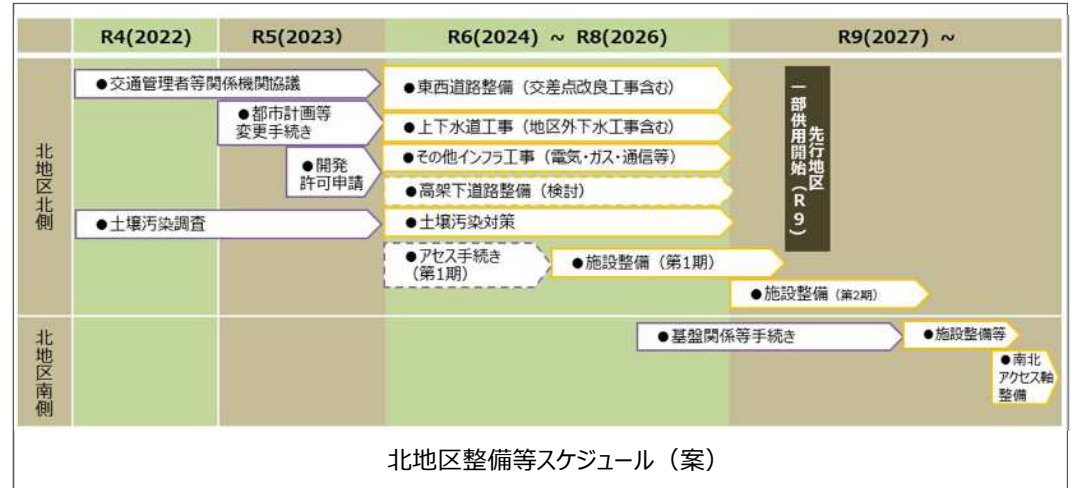 R4(2022) R5(2023) R6(2024) ~ R8(2026) R9(2027) ~
北地区北側
●交通管理者等関係機関協議
●都市計画等
変更手続き
●開発
許可申請
●土壌汚染調査
●東西道路整備（交差点改良工事含む）
●上下水道工事（地区外下水工事含む）
●その他インフラ工事（電気・ガス・通信等）
●高架下道路整備（検討）
●土壌汚染対策
●アセス手続き
（第1期）
●施設整備（第1期）
●施設整備（第2期）
先行地区
一部供用開始（R9）
北地区南側
●基盤関係等手続き
●施設整備等
●南北
アクセス軸
整備
北地区整備等スケジュール（案）